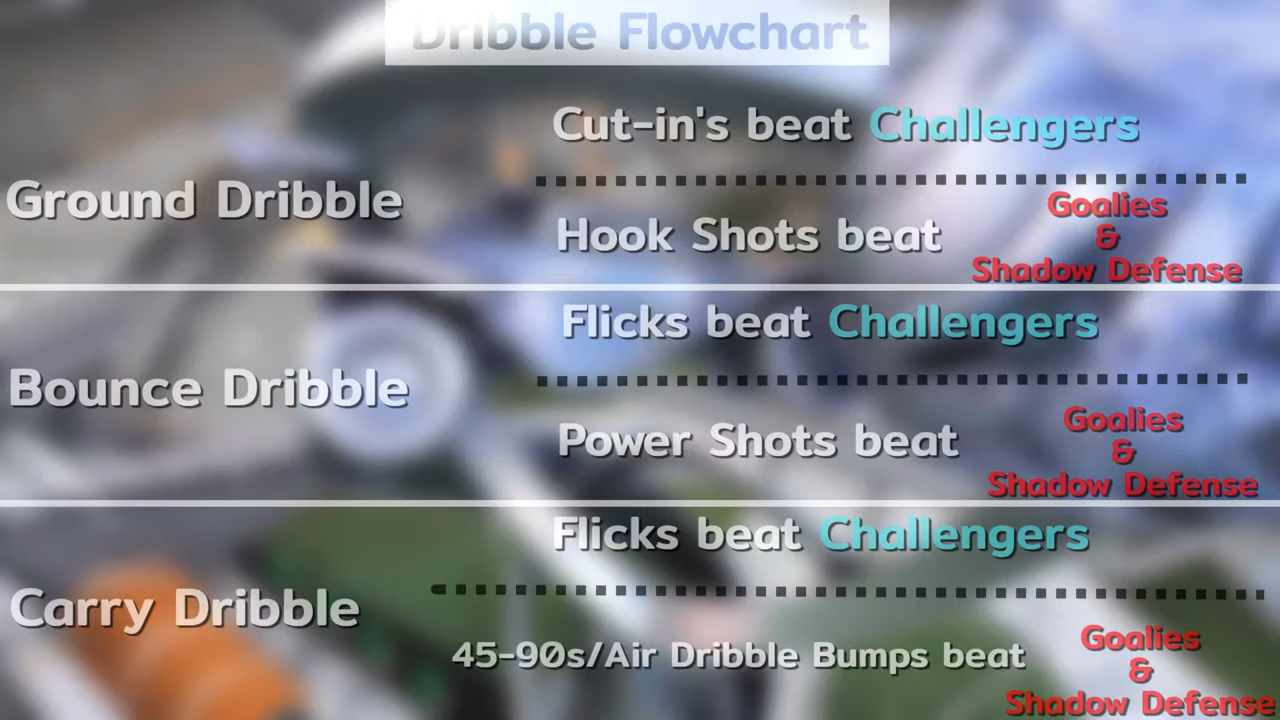 Dribble Flowchart
Ground Dribble
Cut-in's beat Challengers
Hook Shots beat
Goalies
&
Shadow Defense
Bounce Dribble
Flicks beat Challengers
Power Shots beat
Goalies
&
Shadow Defense
Carry Dribble
Flicks beat Challengers
45-90s/Air Dribble Bumps beat
Goalies
&
Shadow Defense